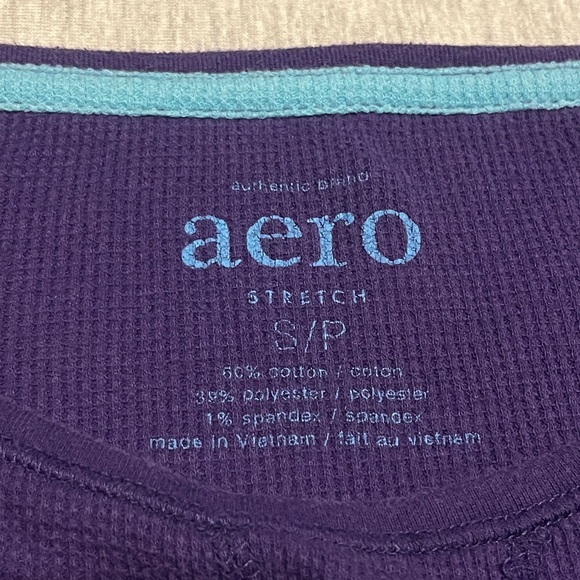 authentic brand
aero
STRETCH
S/P
60% cotton / coton
39% polyester / polyester
1% spandex / spandex
made in Vietnam / fait au vietnam